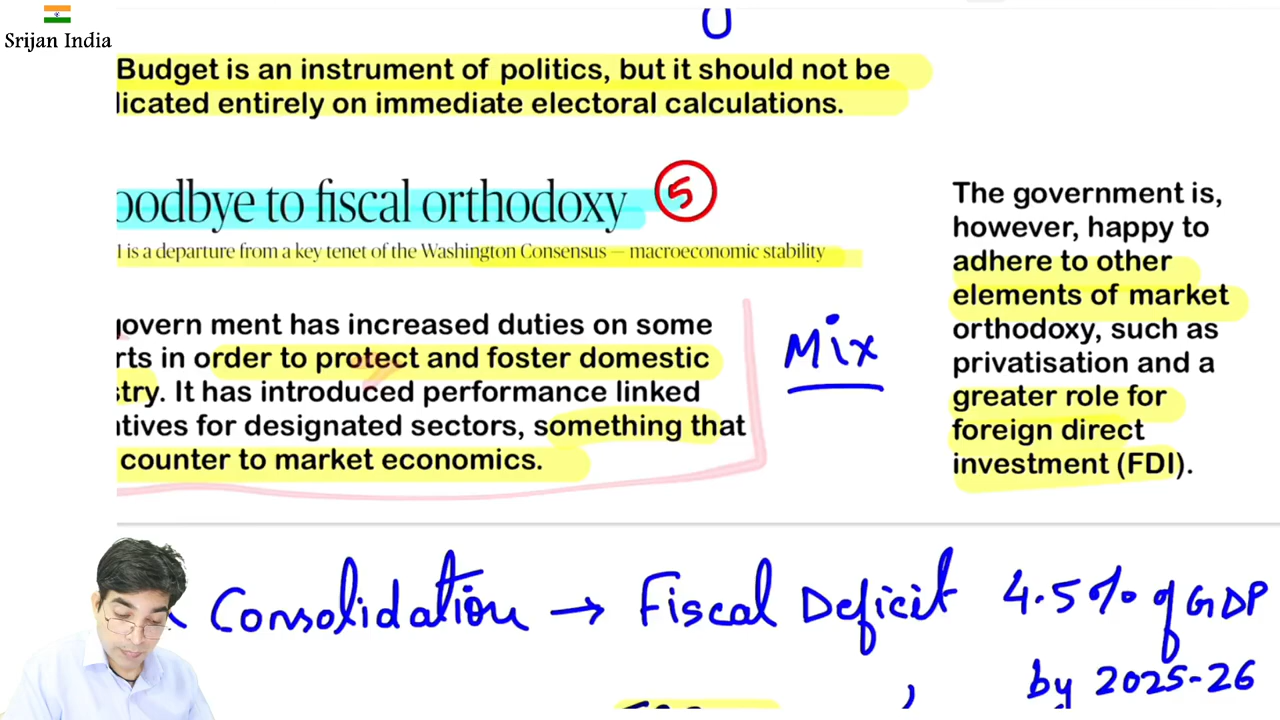 Srijan India
Budget is an instrument of politics, but it should not be
licated entirely on immediate electoral calculations.
oodbye to fiscal orthodoxy
5
is a departure from a key tenet of the Washington Consensus — macroeconomic stability
The government is,
however, happy to
adhere to other
elements of market
orthodoxy, such as
privatisation and a
greater role for
foreign direct
investment (FDI).
govern ment has increased duties on some
rts in order to protect and foster domestic
stry. It has introduced performance linked
ntives for designated sectors, something that
counter to market economics.
Mix
Consolidation → Fiscal Deficit 4.5% of GDP
by 2025-26